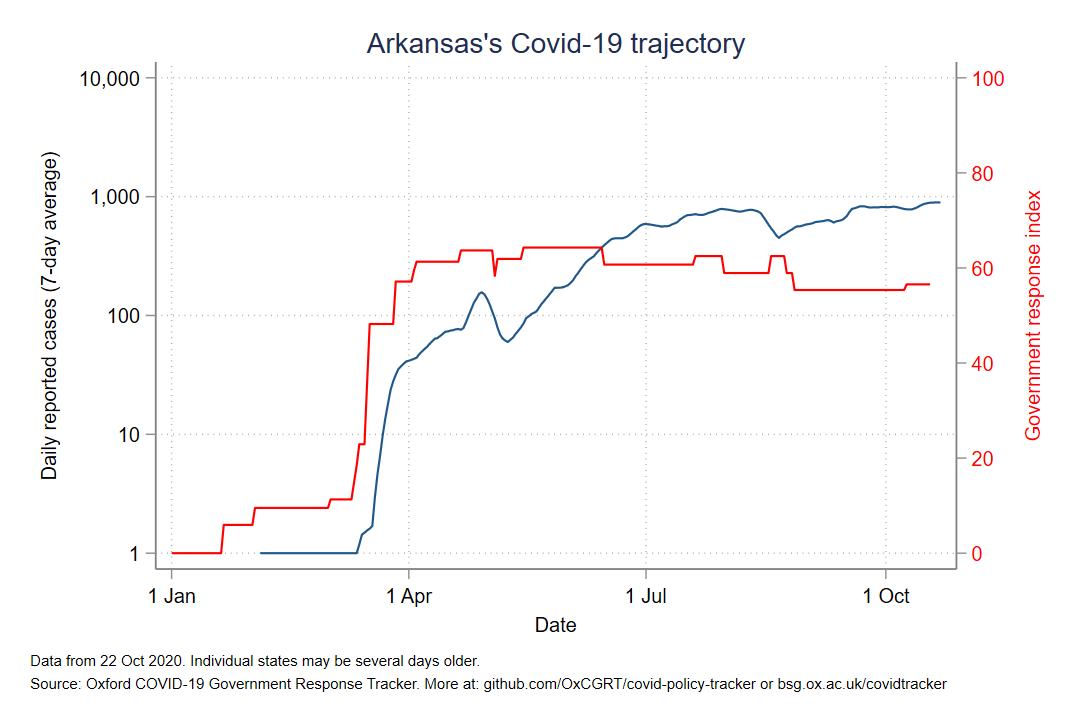 Arkansas's Covid-19 trajectory
10,000
1,000
100
10
1
Daily reported cases (7-day average)
100
80
60
40
20
0
Government response index
1 Jan
1 Apr
1 Jul
1 Oct
Date
Data from 22 Oct 2020. Individual states may be several days older.
Source: Oxford COVID-19 Government Response Tracker. More at: github.com/OxCGRT/covid-policy-tracker or bsg.ox.ac.uk/covidtracker